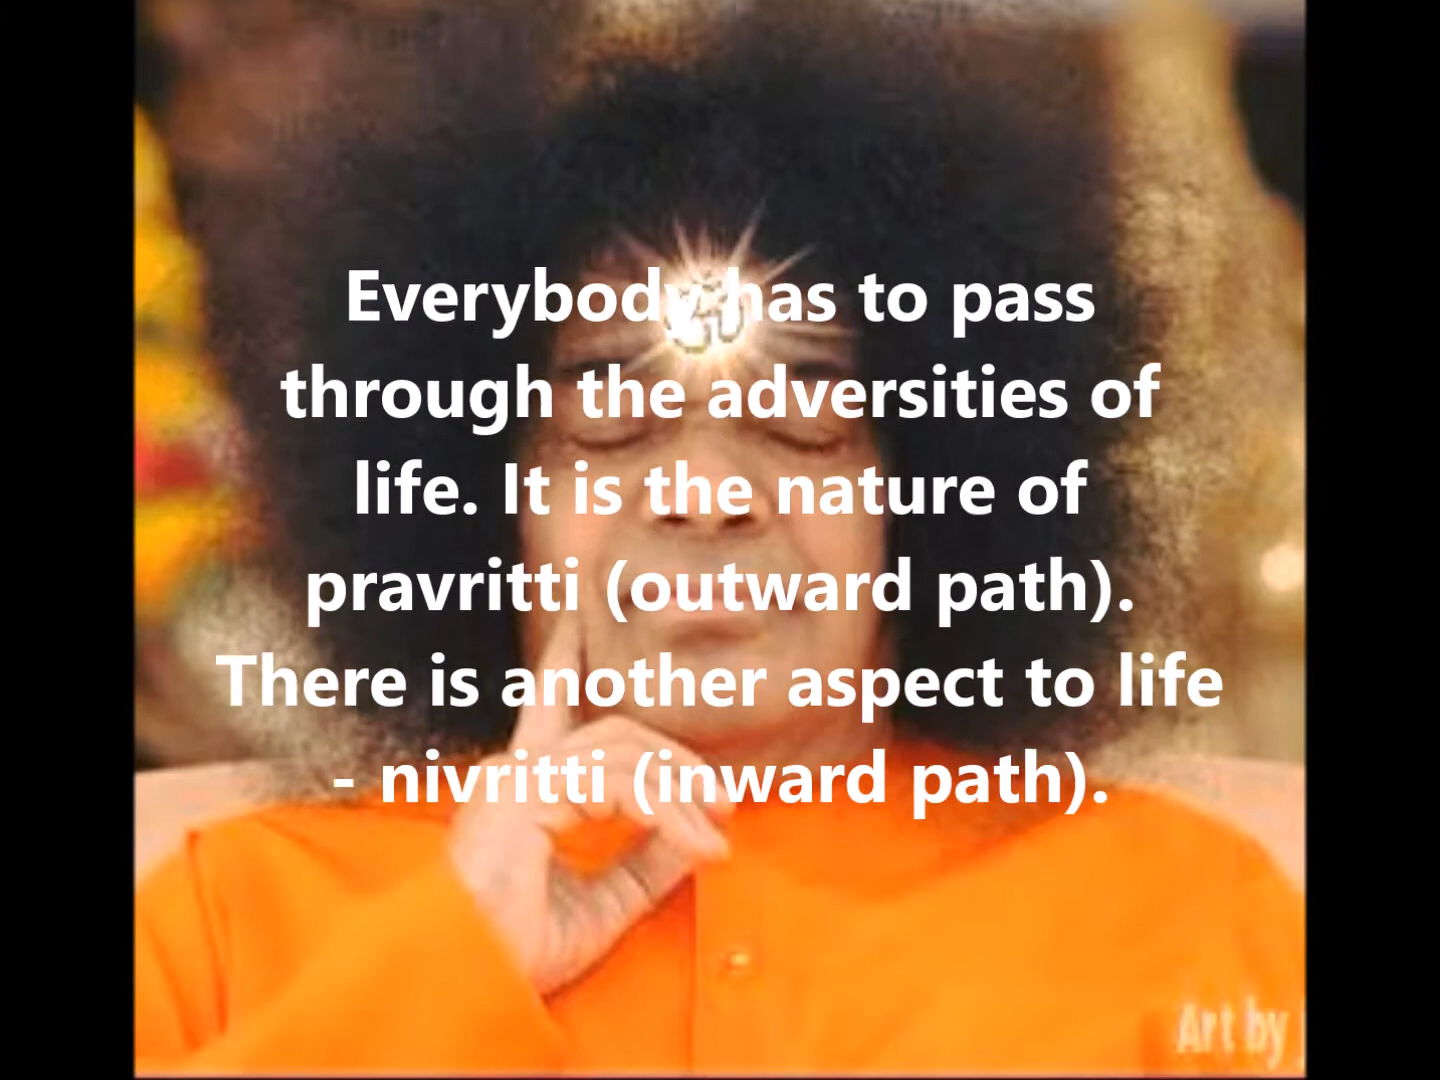 Everybody has to pass
through the adversities of
life. It is the nature of
pravritti (outward path).
There is another aspect to life
- nivritti (inward path).
Art by